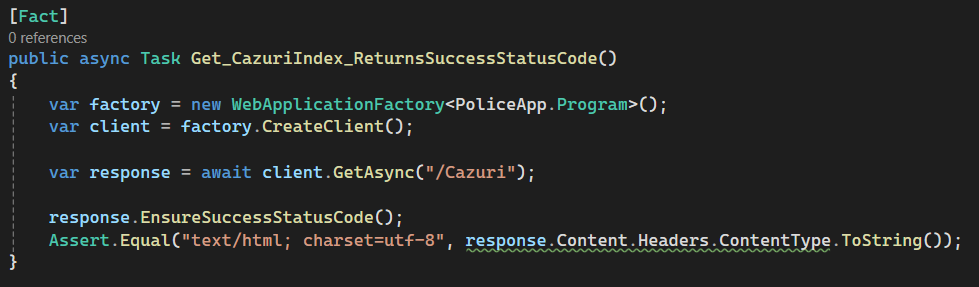 [Fact]
0 references
public async Task Get_CazuriIndex_ReturnsSuccessStatusCode()
{
    var factory = new WebApplicationFactory<PoliceApp.Program>();
    var client = factory.CreateClient();

    var response = await client.GetAsync("/Cazuri");

    response.EnsureSuccessStatusCode();
    Assert.Equal("text/html; charset=utf-8", response.Content.Headers.ContentType.ToString());
}